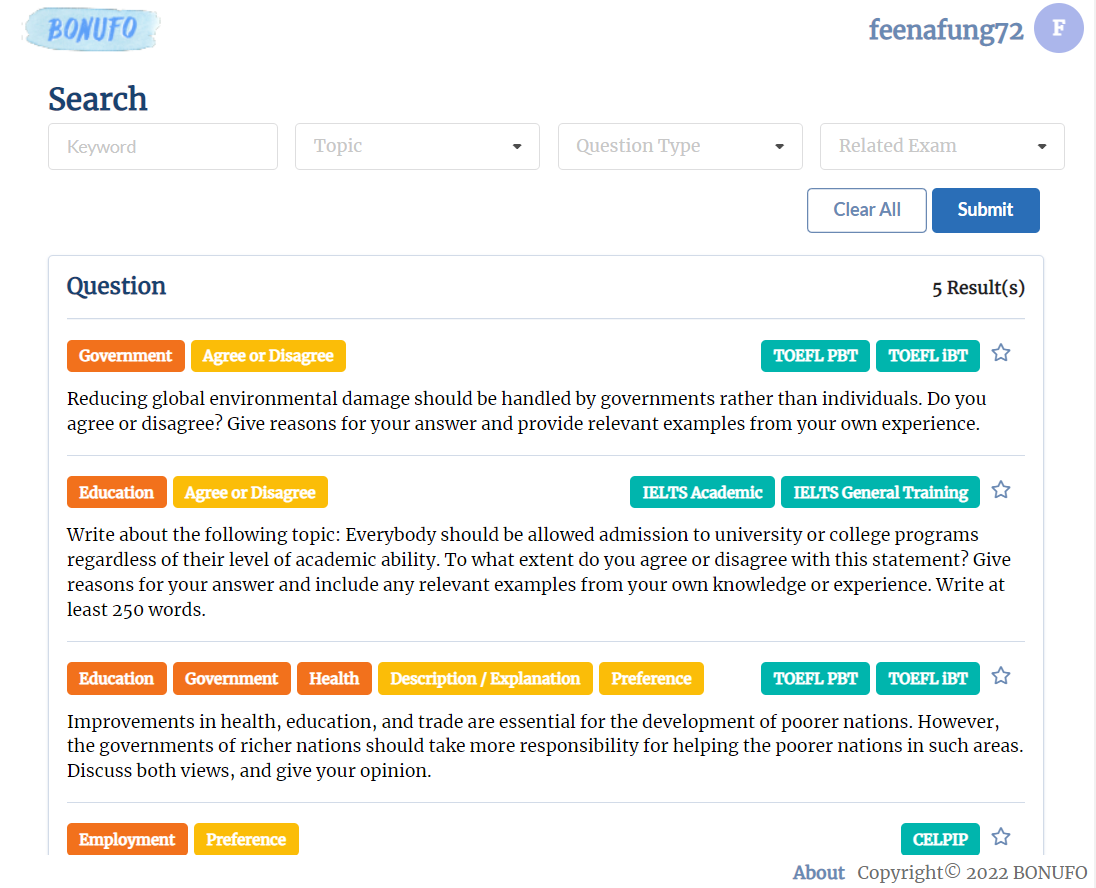 BONUFO
feenafung72 F
Search
Keyword Topic Question Type Related Exam
Clear All Submit
Question 5 Result(s)
Government Agree or Disagree TOEFL PBT TOEFL iBT
Reducing global environmental damage should be handled by governments rather than individuals. Do you
agree or disagree? Give reasons for your answer and provide relevant examples from your own experience.
Education Agree or Disagree IELTS Academic IELTS General Training
Write about the following topic: Everybody should be allowed admission to university or college programs
regardless of their level of academic ability. To what extent do you agree or disagree with this statement? Give
reasons for your answer and include any relevant examples from your own knowledge or experience. Write at
least 250 words.
Education Government Health Description / Explanation Preference TOEFL PBT TOEFL iBT
Improvements in health, education, and trade are essential for the development of poorer nations. However,
the governments of richer nations should take more responsibility for helping the poorer nations in such areas.
Discuss both views, and give your opinion.
Employment Preference CELPIP
About Copyright© 2022 BONUFO